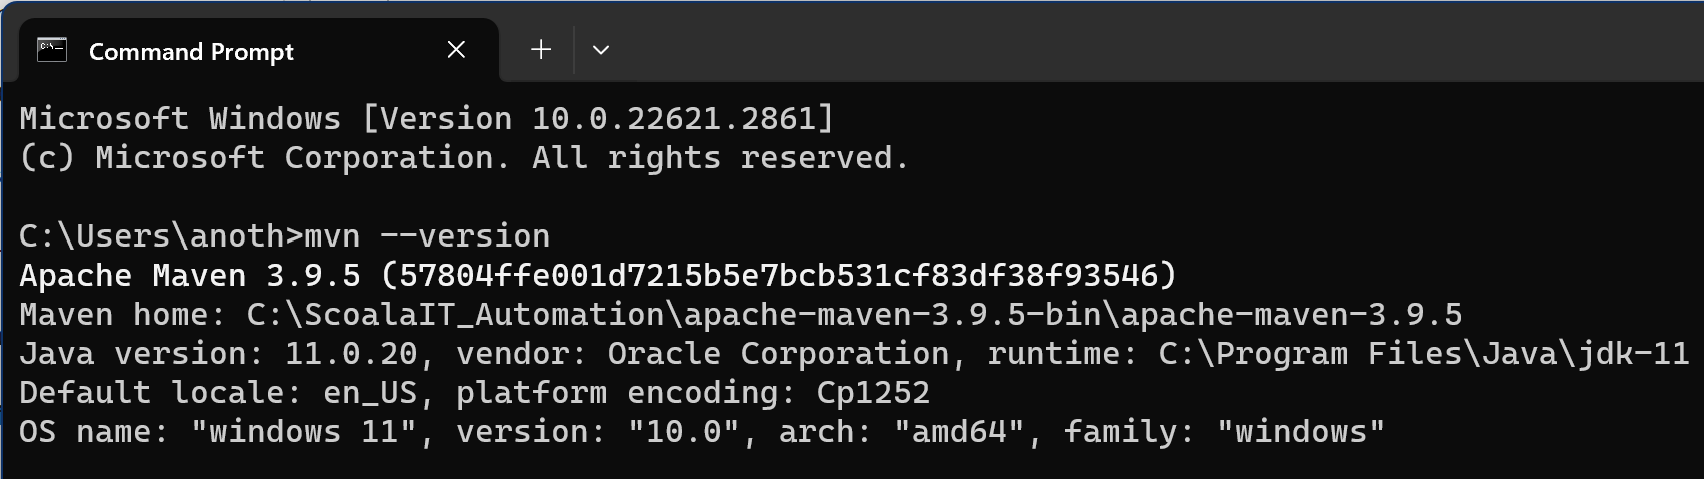 Command Prompt
Microsoft Windows [Version 10.0.22621.2861]
(c) Microsoft Corporation. All rights reserved.
C:\Users\anoth>mvn --version
Apache Maven 3.9.5 (57804ffe001d7215b5e7bcb531cf83df38f93546)
Maven home: C:\ScoalaIT_Automation\apache-maven-3.9.5-bin\apache-maven-3.9.5
Java version: 11.0.20, vendor: Oracle Corporation, runtime: C:\Program Files\Java\jdk-11
Default locale: en_US, platform encoding: Cp1252
OS name: "windows 11", version: "10.0", arch: "amd64", family: "windows"